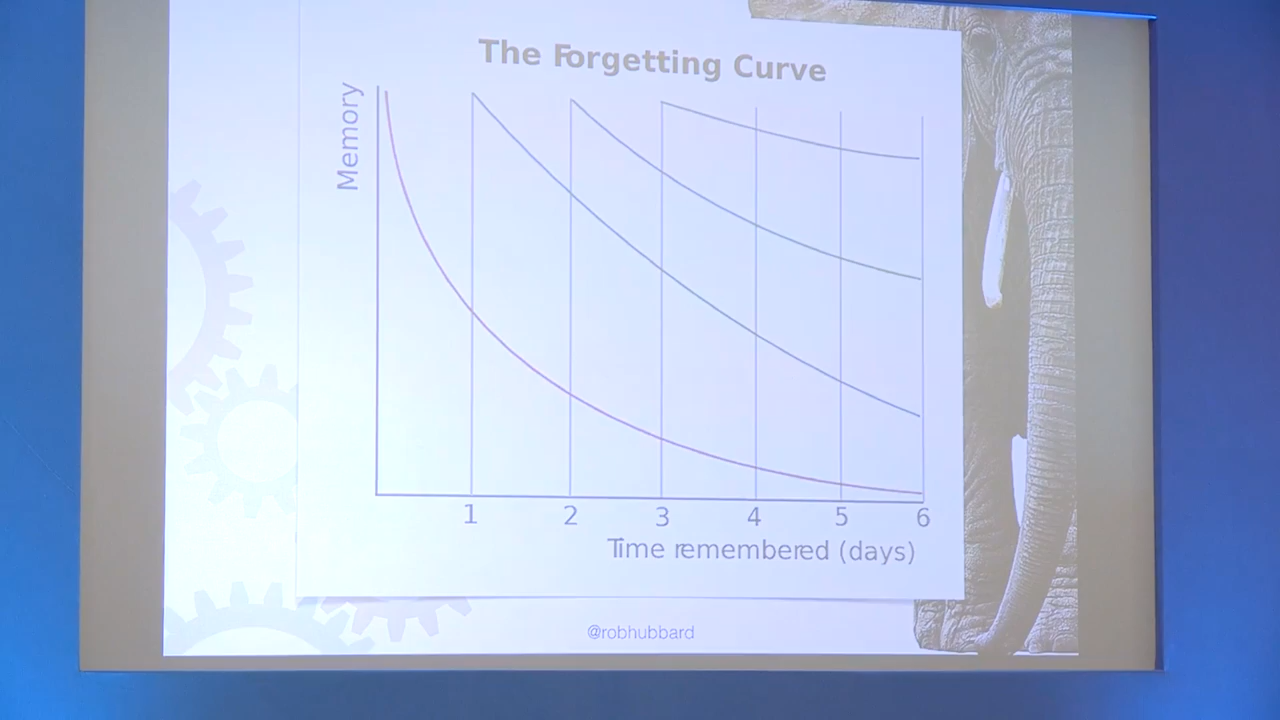 The Forgetting Curve
Memory
1 2 3 4 5 6
Time remembered (days)
@robhubbard